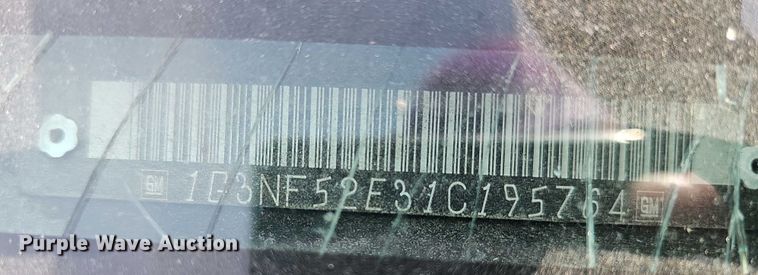 GM 1G3NF52E31C195764 GM
Purple Wave Auction